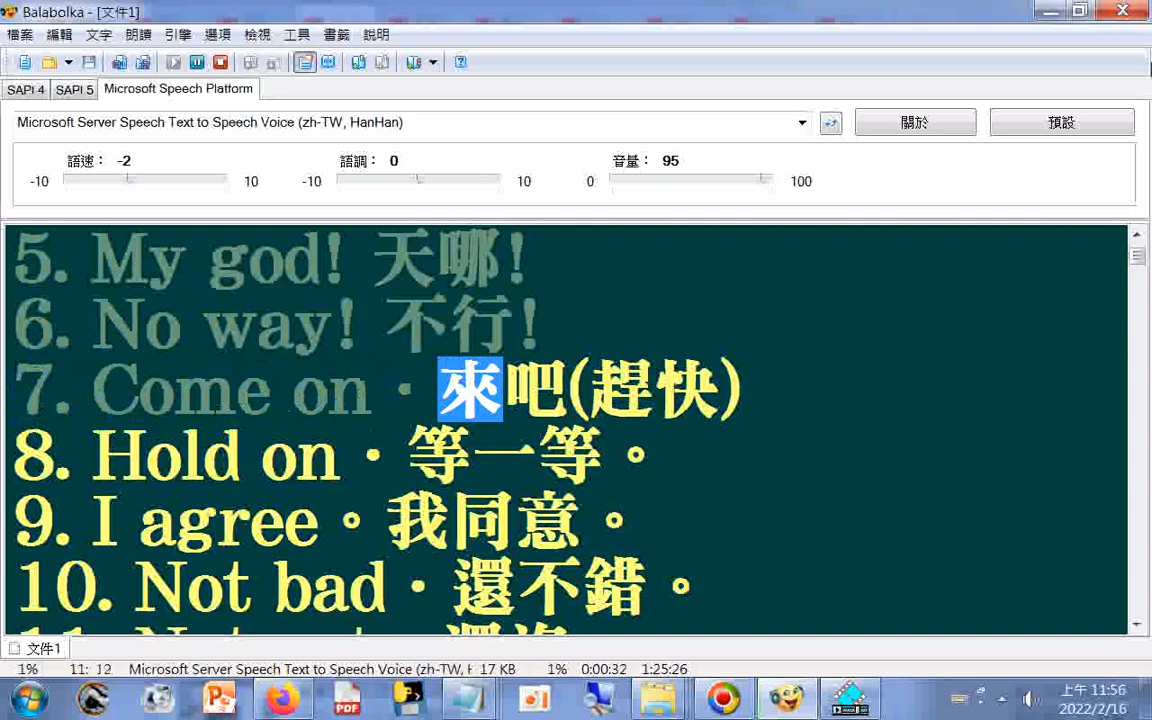 Balabolka - [文件1]
檔案 編輯 文字 朗讀 引擎 選項 檢視 工具 書籤 說明
SAPI 4 SAPI 5 Microsoft Speech Platform
Microsoft Server Speech Text to Speech Voice (zh-TW, HanHan) 關於 預設
語速： -2 語調： 0 音量： 95
-10 10 -10 10 0 100
5. My god! 天哪!
6. No way! 不行!
7. Come on．來吧(趕快)
8. Hold on．等一等。
9. I agree。我同意。
10. Not bad．還不錯。
文件1
1% 11: 12 Microsoft Server Speech Text to Speech Voice (zh-TW, H 17 KB 1% 0:00:32 1:25:26
PDF
上午 11:56
2022/2/16